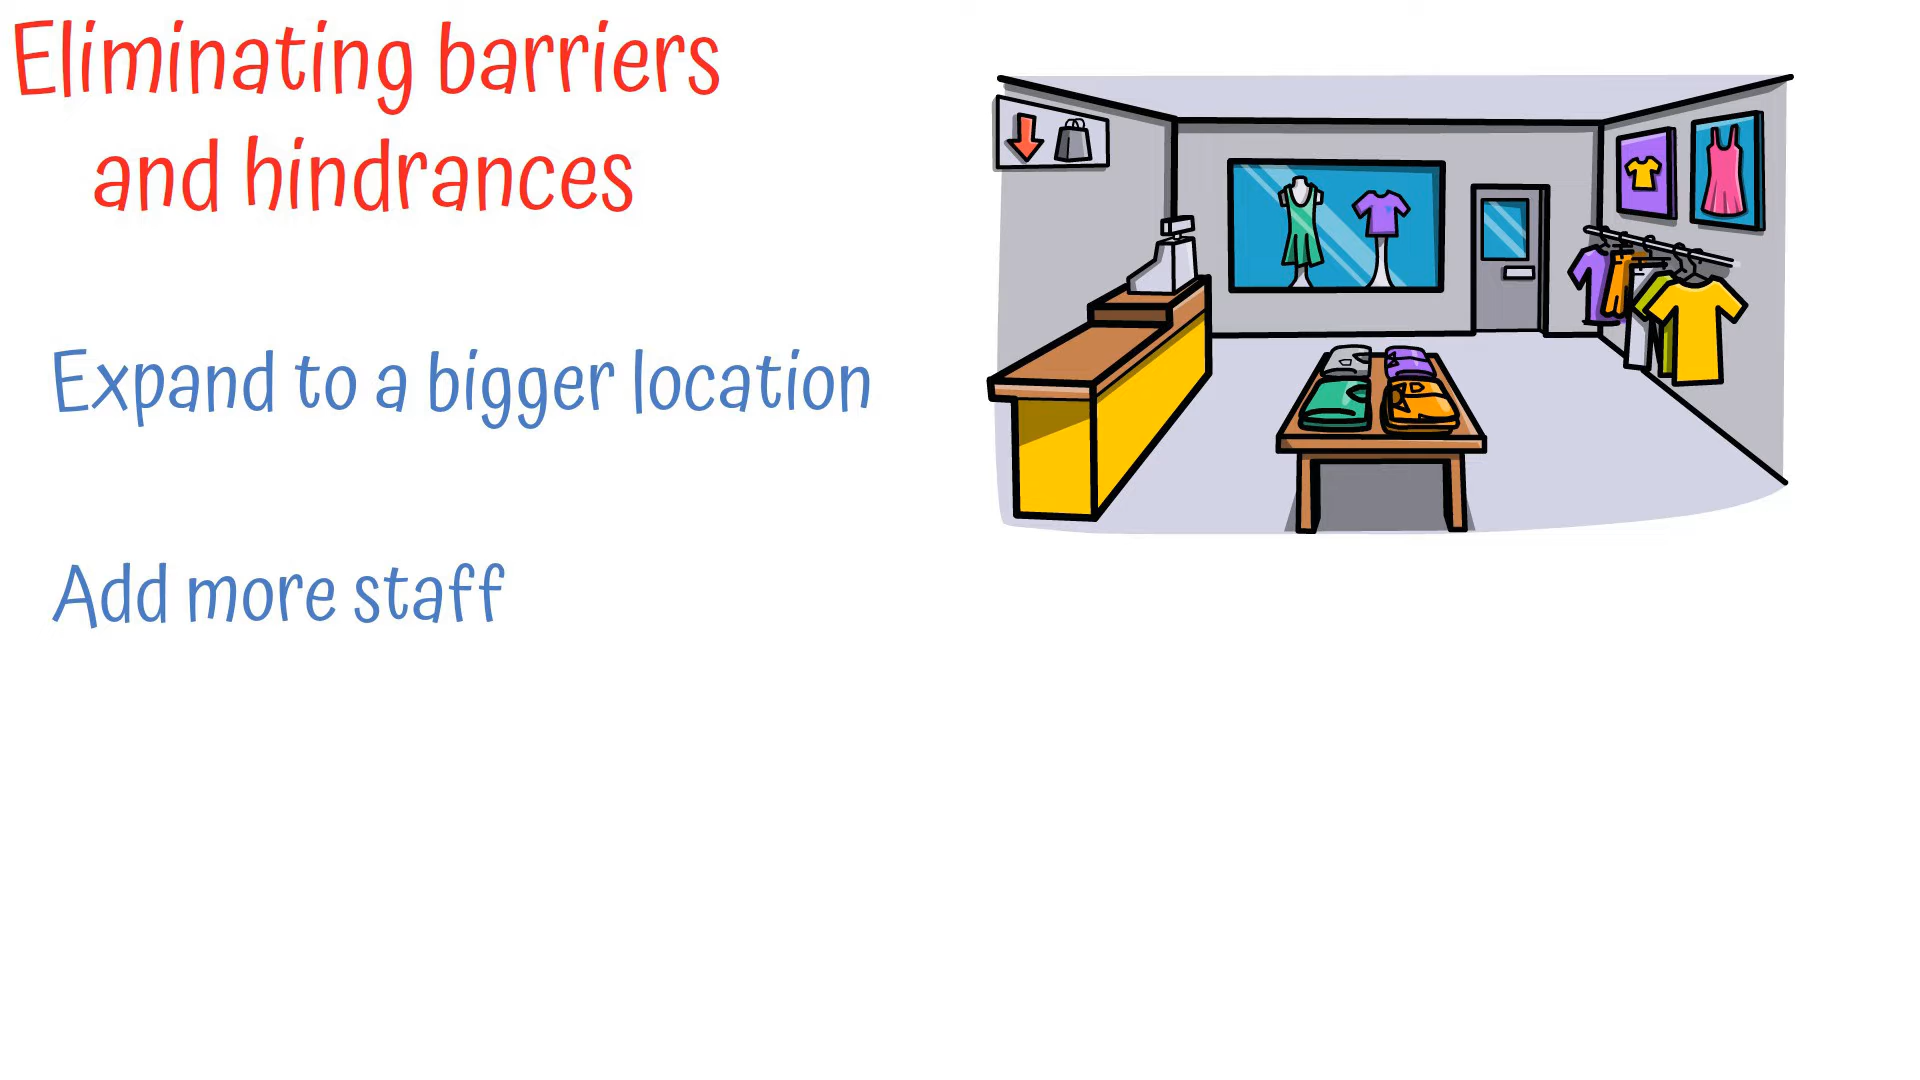 Eliminating barriers
and hindrances
Expand to a bigger location
Add more staff